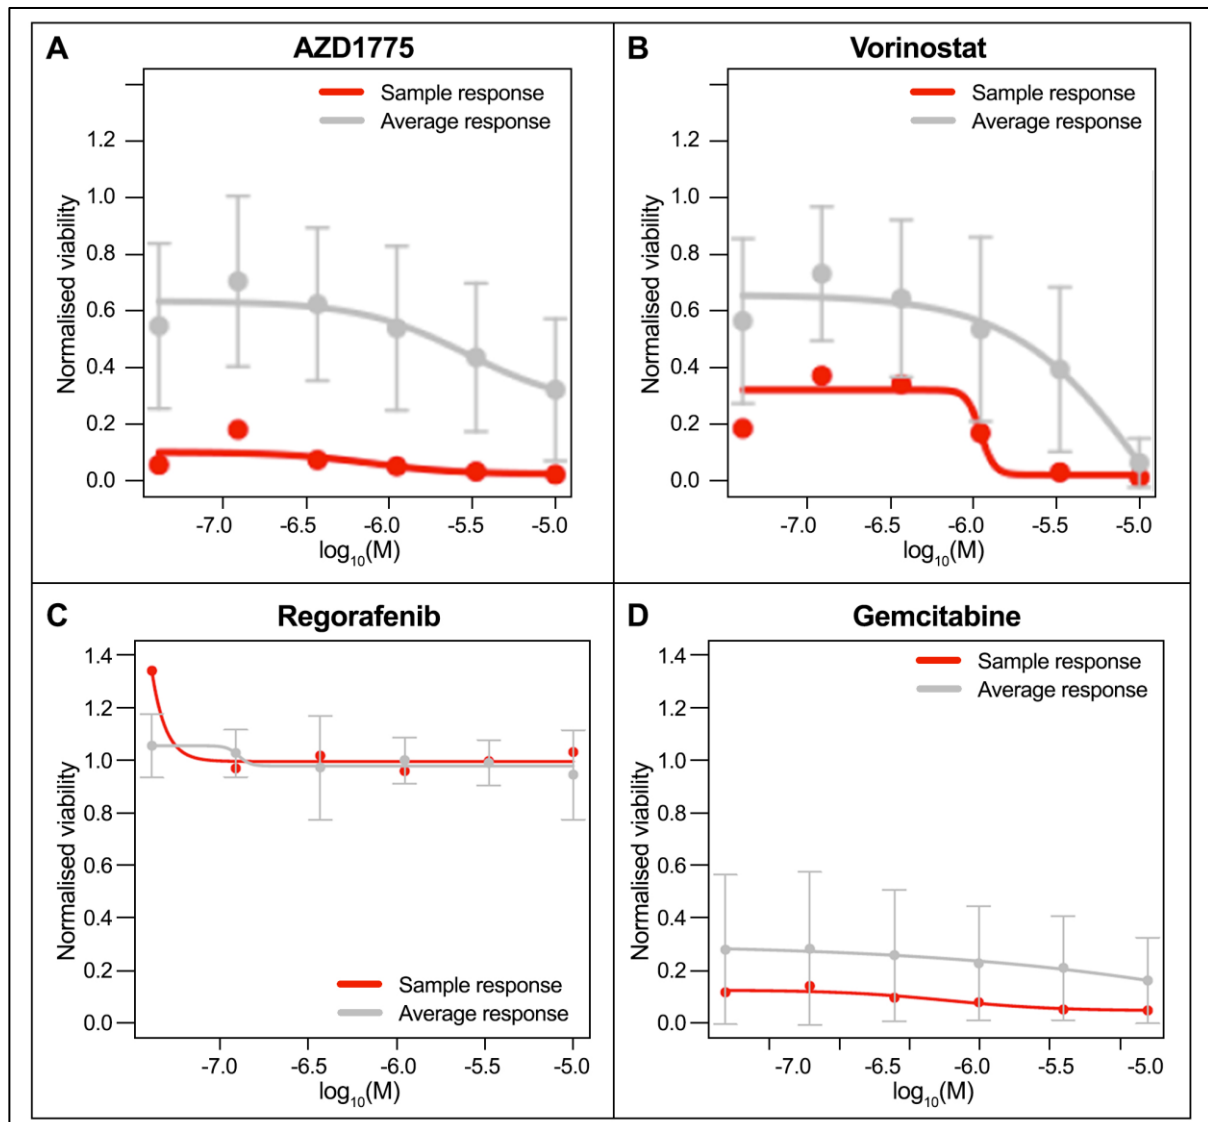 A
AZD1775
Sample response
Average response
Normalised viability
1.2
1.0
0.8
0.6
0.4
0.2
0.0
-7.0 -6.5 -6.0 -5.5 -5.0
log₁₀(M)
B
Vorinostat
Sample response
Average response
Normalised viability
1.2
1.0
0.8
0.6
0.4
0.2
0.0
-7.0 -6.5 -6.0 -5.5 -5.0
log₁₀(M)
C
Regorafenib
Normalised viability
1.4
1.2
1.0
0.8
0.6
0.4
0.2
0.0
Sample response
Average response
-7.0 -6.5 -6.0 -5.5 -5.0
log₁₀(M)
D
Gemcitabine
Sample response
Average response
Normalised viability
1.4
1.2
1.0
0.8
0.6
0.4
0.2
0.0
-7.0 -6.5 -6.0 -5.5 -5.0
log₁₀(M)